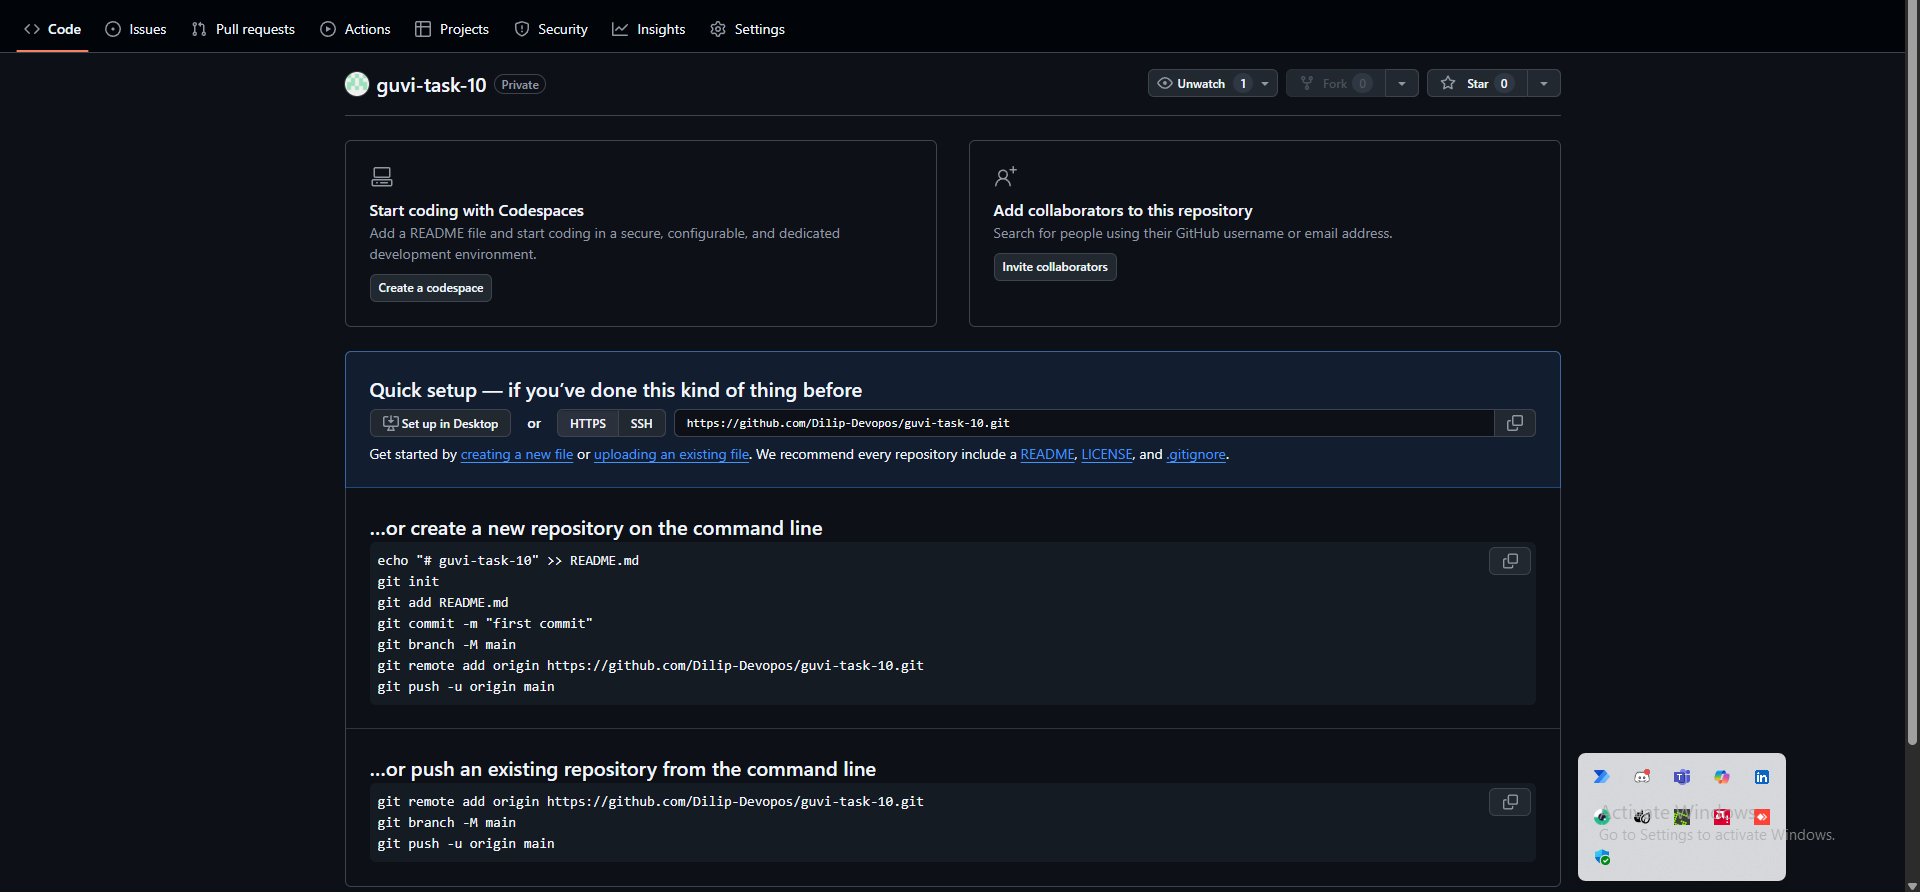 Code Issues Pull requests Actions Projects Security Insights Settings
guvi-task-10 Private
Unwatch 1 Fork 0 Star 0
Start coding with Codespaces
Add a README file and start coding in a secure, configurable, and dedicated
development environment.
Create a codespace
Add collaborators to this repository
Search for people using their GitHub username or email address.
Invite collaborators
Quick setup — if you’ve done this kind of thing before
Set up in Desktop or HTTPS SSH https://github.com/Dilip-Devopos/guvi-task-10.git
Get started by creating a new file or uploading an existing file. We recommend every repository include a README, LICENSE, and .gitignore.
…or create a new repository on the command line
echo "# guvi-task-10" >> README.md
git init
git add README.md
git commit -m "first commit"
git branch -M main
git remote add origin https://github.com/Dilip-Devopos/guvi-task-10.git
git push -u origin main
…or push an existing repository from the command line
git remote add origin https://github.com/Dilip-Devopos/guvi-task-10.git
git branch -M main
git push -u origin main
Activate Windows
Go to Settings to activate Windows.